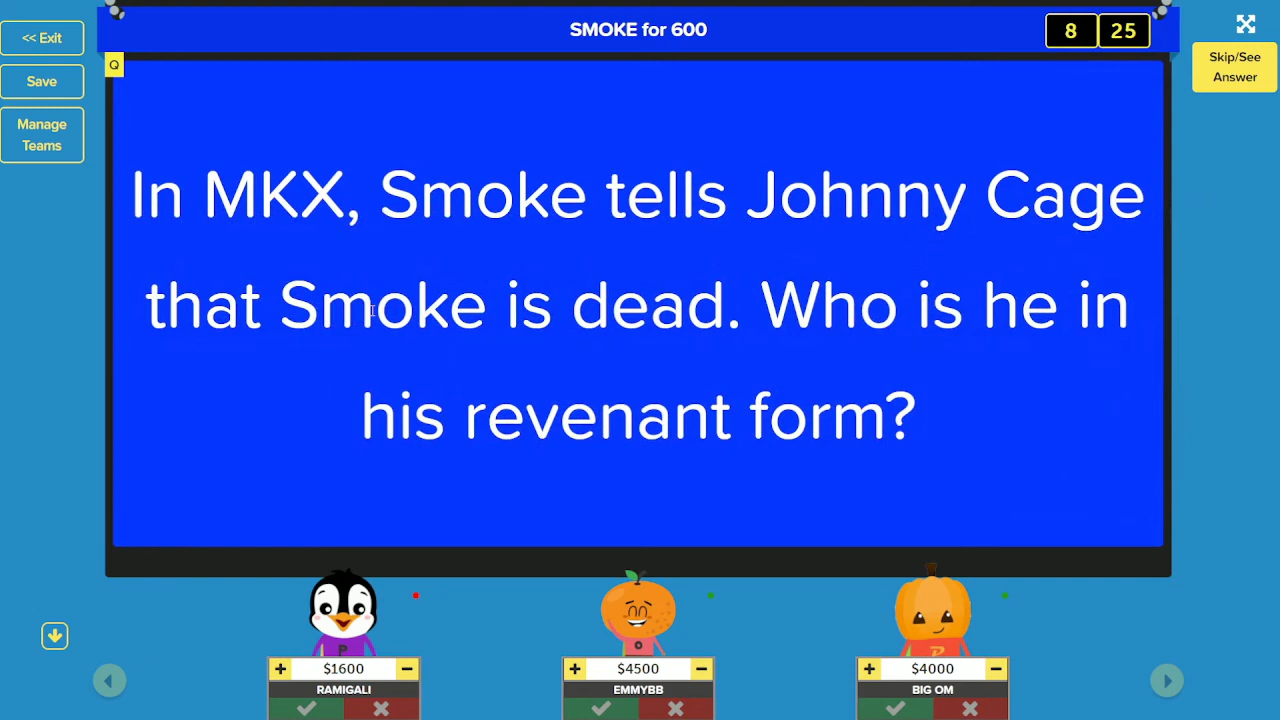 << Exit
SMOKE for 600
8 25
Skip/See
Answer
Save
Q
Manage
Teams
In MKX, Smoke tells Johnny Cage
that Smoke is dead. Who is he in
his revenant form?
P
O
P
+ $1600 −
+ $4500 −
+ $4000 −
RAMIGALI
EMMYBB
BIG OM